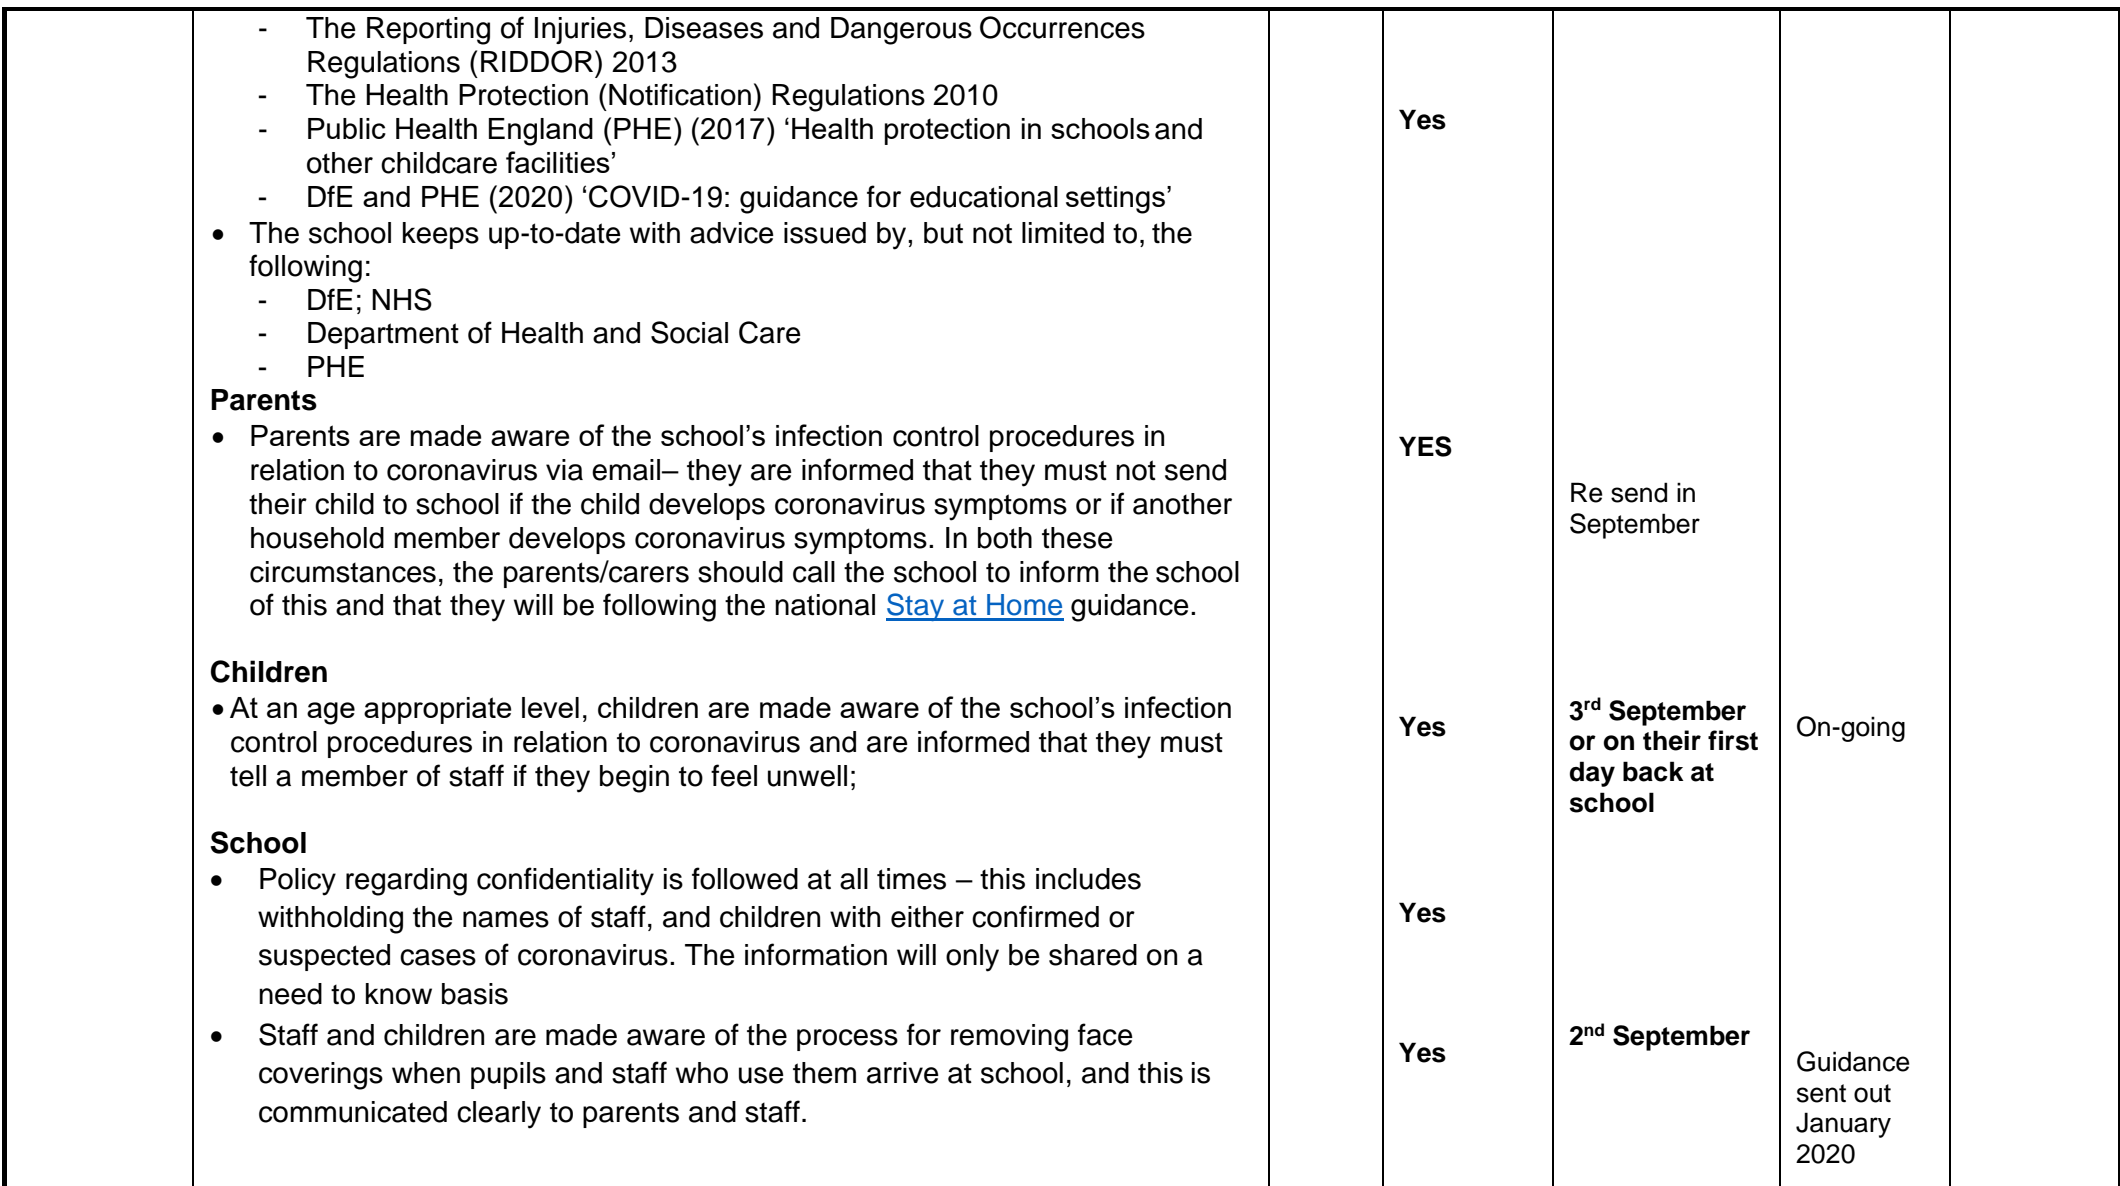 - The Reporting of Injuries, Diseases and Dangerous Occurrences
Regulations (RIDDOR) 2013
- The Health Protection (Notification) Regulations 2010
- Public Health England (PHE) (2017) ‘Health protection in schools and
other childcare facilities’
- DfE and PHE (2020) ‘COVID-19: guidance for educational settings’
• The school keeps up-to-date with advice issued by, but not limited to, the
following:
- DfE; NHS
- Department of Health and Social Care
- PHE
Yes
Parents
• Parents are made aware of the school’s infection control procedures in
relation to coronavirus via email– they are informed that they must not send
their child to school if the child develops coronavirus symptoms or if another
household member develops coronavirus symptoms. In both these
circumstances, the parents/carers should call the school to inform the school
of this and that they will be following the national Stay at Home guidance.
YES
Re send in
September
Children
• At an age appropriate level, children are made aware of the school’s infection
control procedures in relation to coronavirus and are informed that they must
tell a member of staff if they begin to feel unwell;
Yes
3rd September
or on their first
day back at
school
On-going
School
• Policy regarding confidentiality is followed at all times – this includes
withholding the names of staff, and children with either confirmed or
suspected cases of coronavirus. The information will only be shared on a
need to know basis
Yes
• Staff and children are made aware of the process for removing face
coverings when pupils and staff who use them arrive at school, and this is
communicated clearly to parents and staff.
Yes
2nd September
Guidance
sent out
January
2020